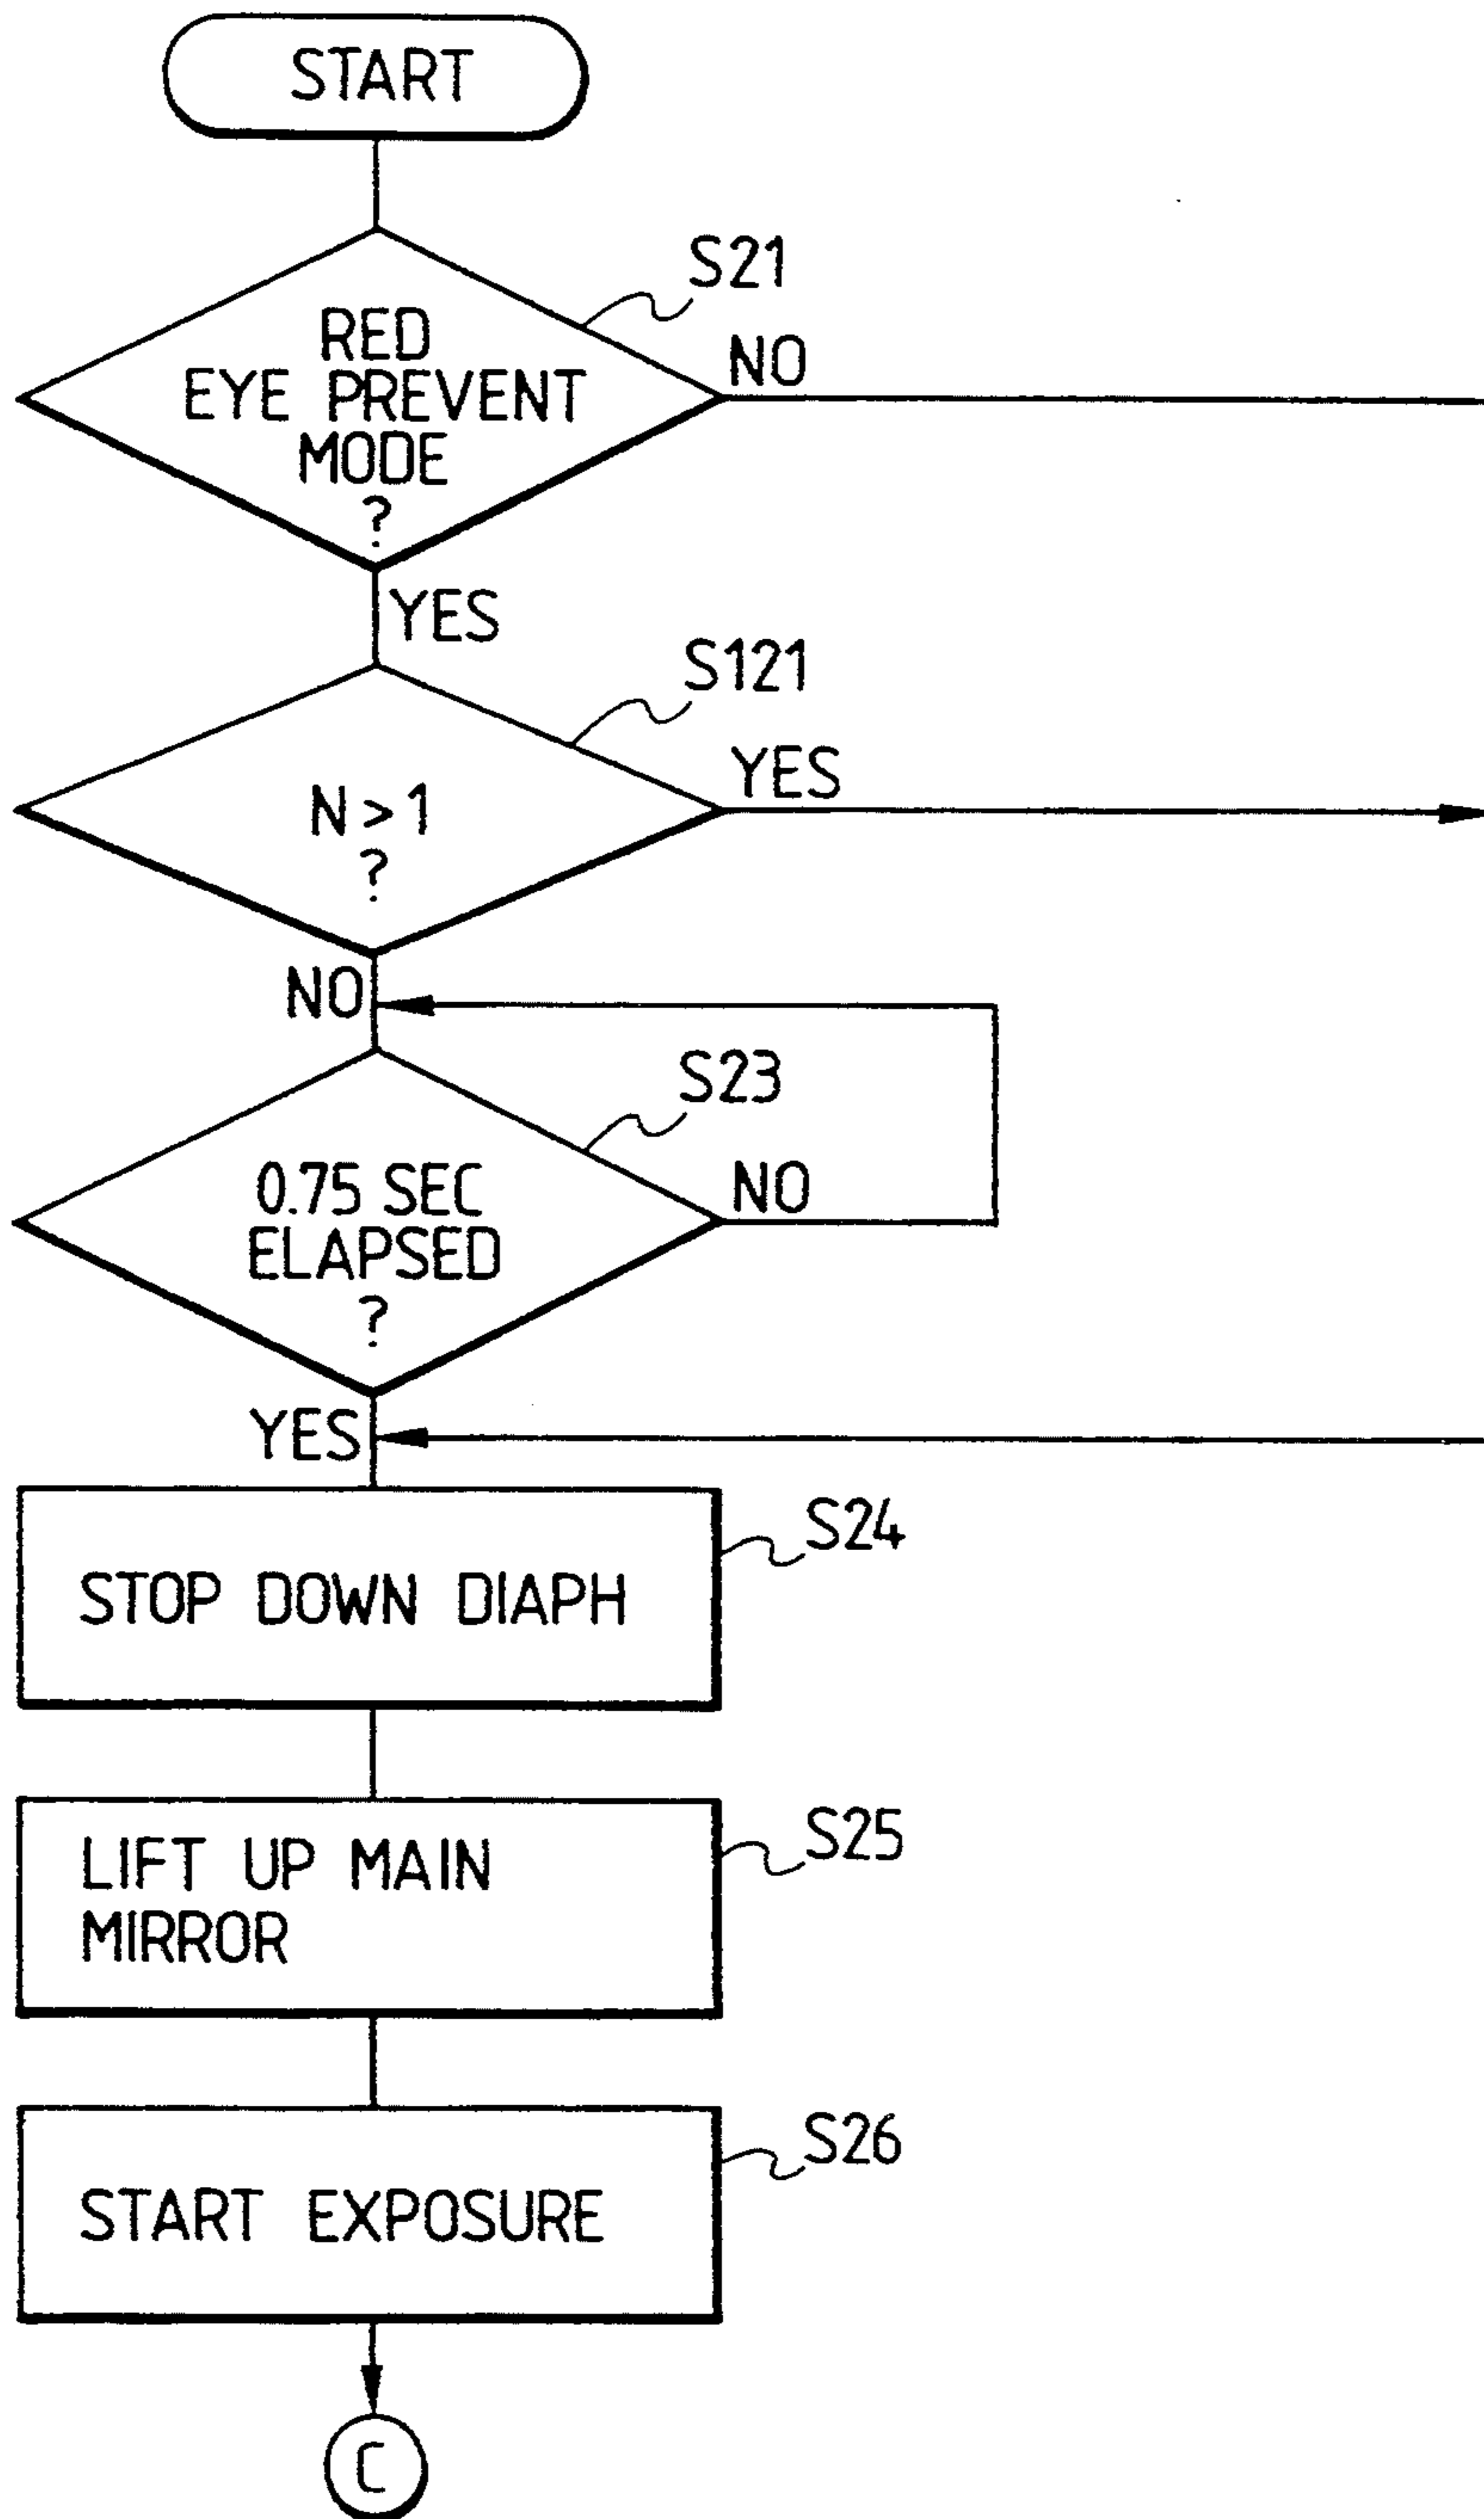 START
S21
RED
EYE PREVENT
MODE
?
NO
YES
S121
N > 1
?
YES
NO
S23
0.75 SEC
ELAPSED
?
NO
YES
S24
STOP DOWN DIAPH
S25
LIFT UP MAIN
MIRROR
S26
START EXPOSURE
C